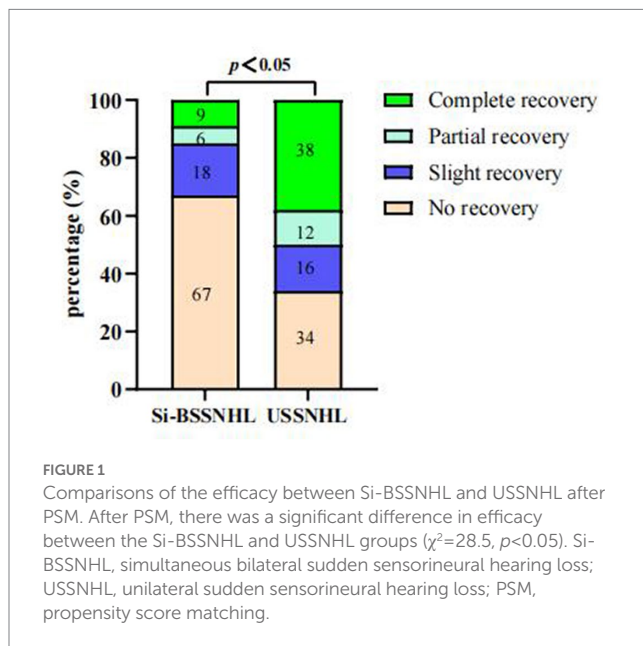 p<0.05
100
80
60
40
20
0
percentage (%)
9
6
18
67
38
12
16
34
Si-BSSNHL USSNHL
Complete recovery
Partial recovery
Slight recovery
No recovery
FIGURE 1
Comparisons of the efficacy between Si-BSSNHL and USSNHL after
PSM. After PSM, there was a significant difference in efficacy
between the Si-BSSNHL and USSNHL groups (χ²=28.5, p<0.05). Si-
BSSNHL, simultaneous bilateral sudden sensorineural hearing loss;
USSNHL, unilateral sudden sensorineural hearing loss; PSM,
propensity score matching.